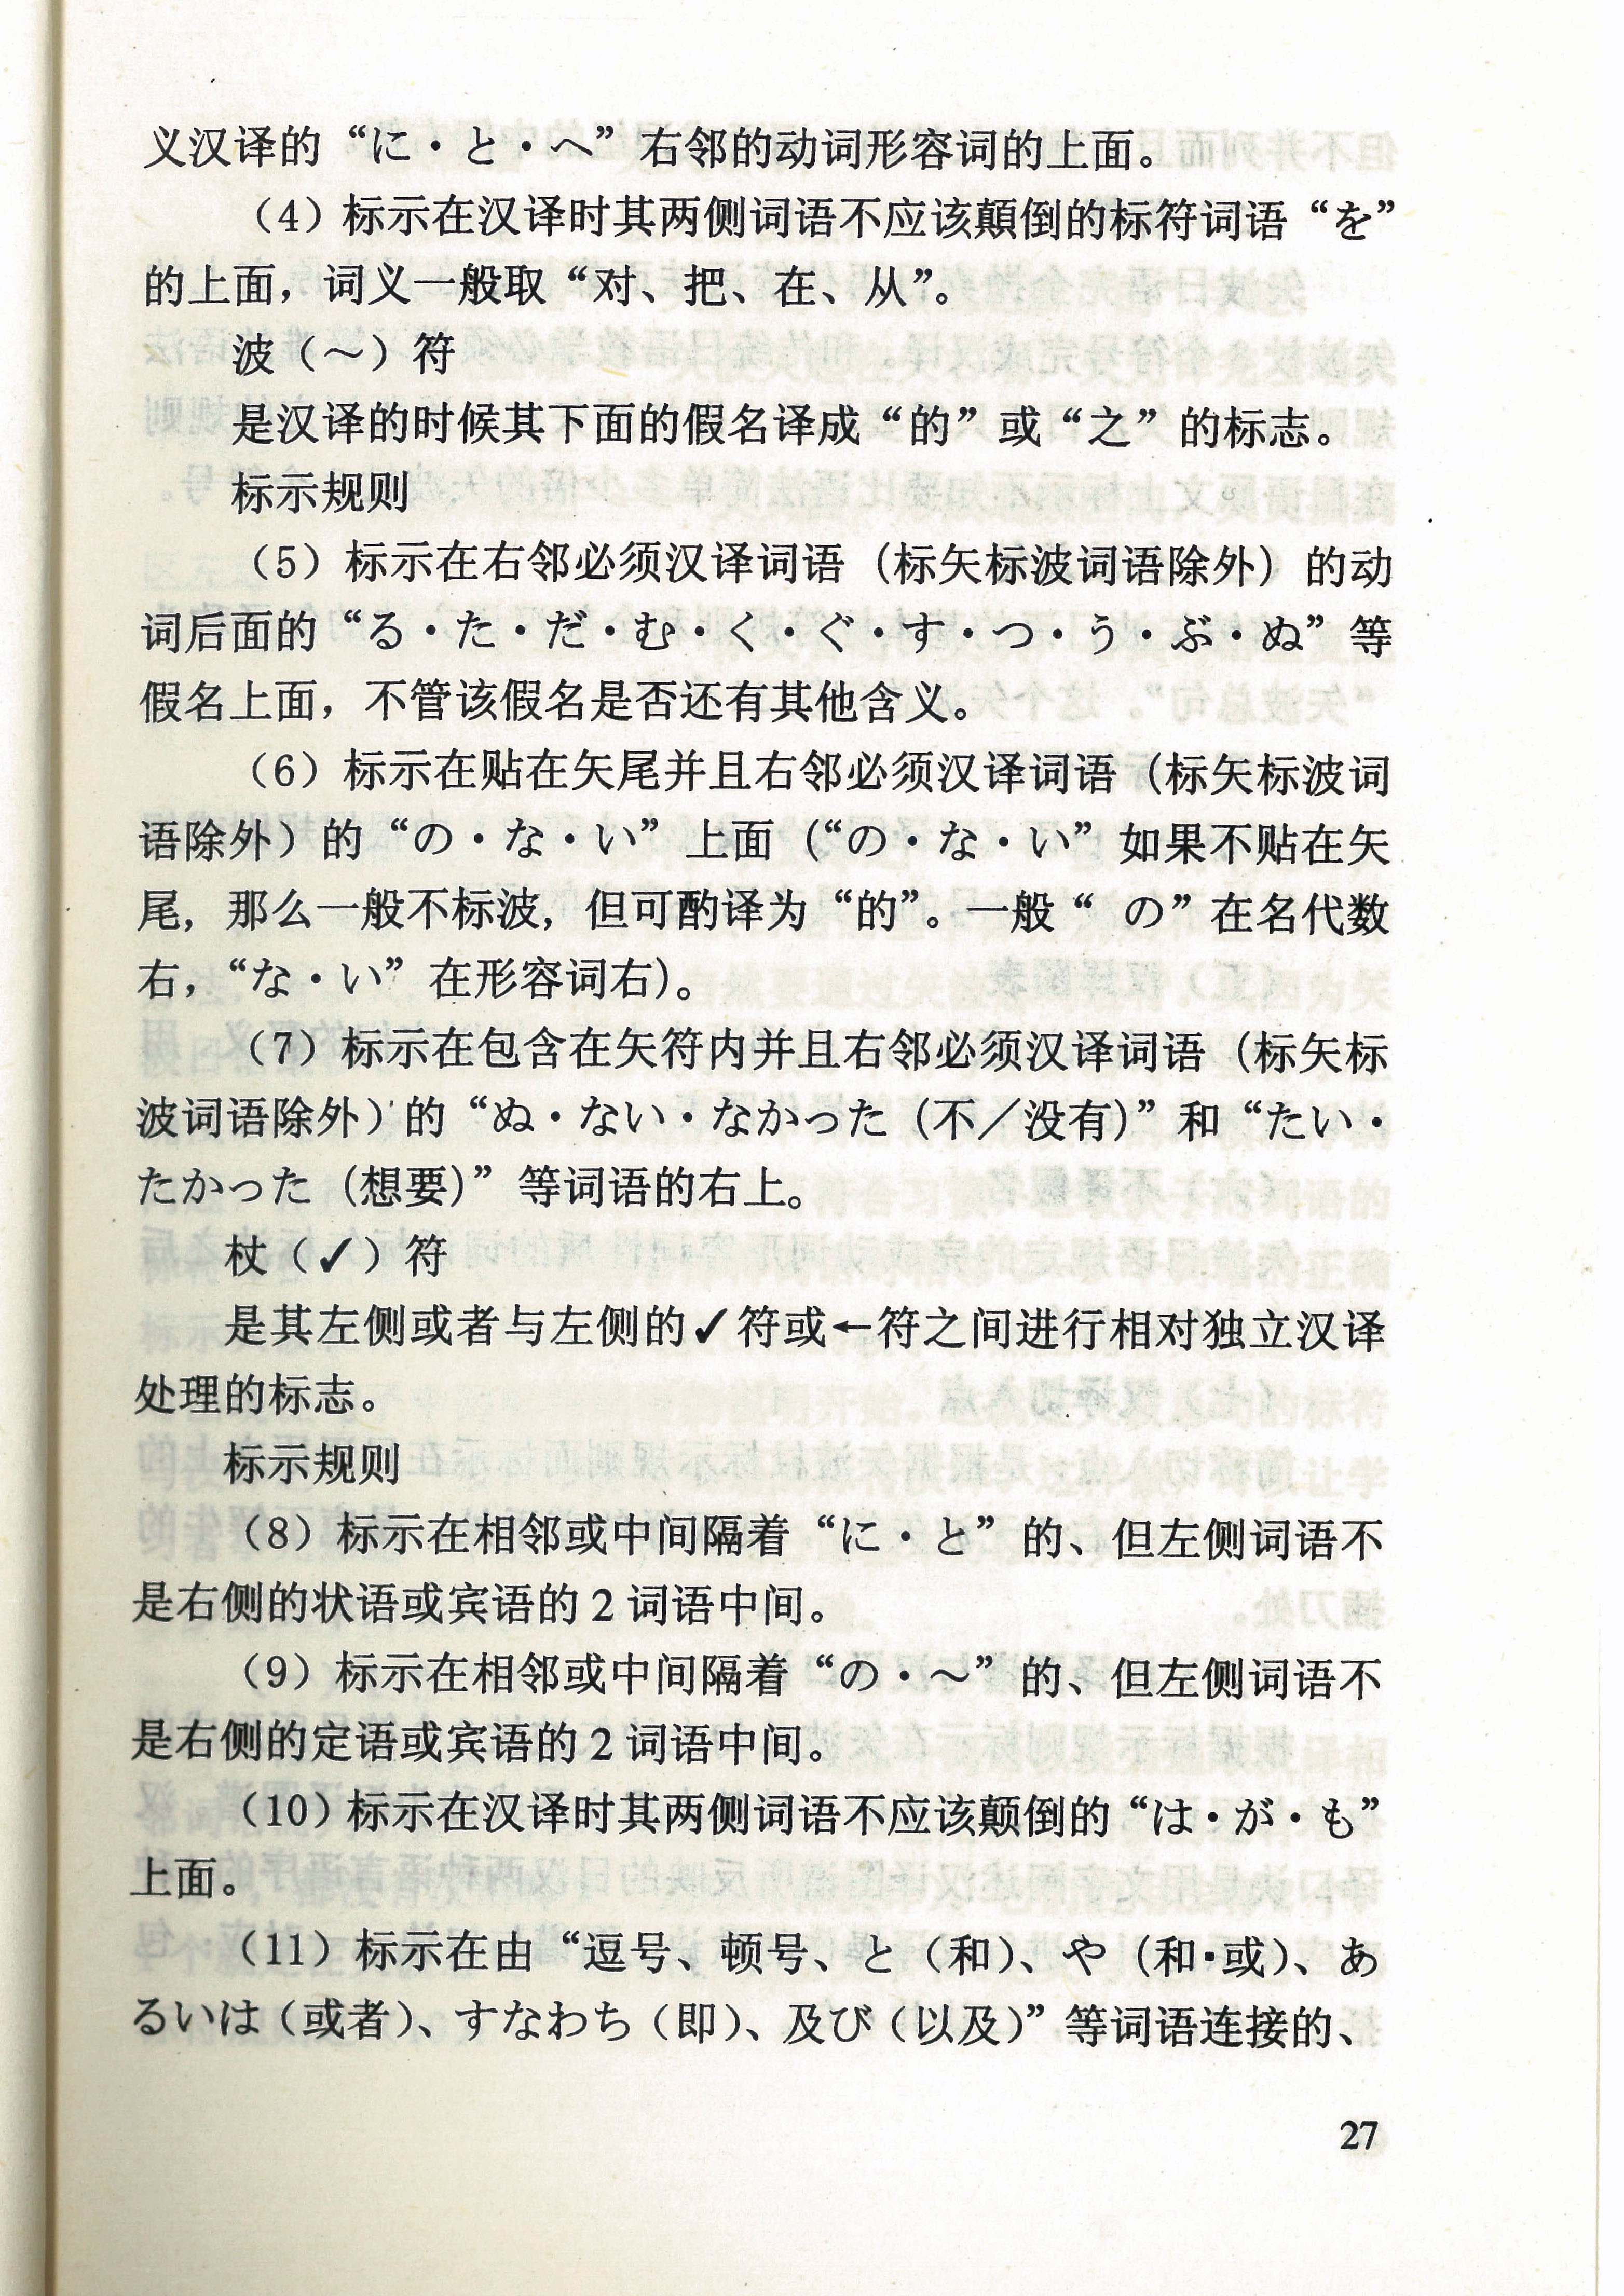 义汉译的“に・と・へ”右邻的动词形容词的上面。
（4）标示在汉译时其两侧词语不应该颠倒的标符词语“を”
的上面，词义一般取“对、把、在、从”。
波（～）符
是汉译的时候其下面的假名译成“的”或“之”的标志。
标示规则
（5）标示在右邻必须汉译词语（标矢标波词语除外）的动
词后面的“る・た・だ・む・く・ぐ・す・つ・う・ぶ・ぬ”等
假名上面，不管该假名是否还有其他含义。
（6）标示在贴在矢尾并且右邻必须汉译词语（标矢标波词
语除外）的“の・な・い”上面（“の・な・い”如果不贴在矢
尾，那么一般不标波，但可酌译为“的”。一般“ の”在名代数
右，“な・い”在形容词右）。
（7）标示在包含在矢符内并且右邻必须汉译词语（标矢标
波词语除外）的“ぬ・ない・なかった（不／没有）”和“たい・
たかった（想要）”等词语的右上。
杖（✓）符
是其左侧或者与左侧的✓符或←符之间进行相对独立汉译
处理的标志。
标示规则
（8）标示在相邻或中间隔着“に・と”的、但左侧词语不
是右侧的状语或宾语的2词语中间。
（9）标示在相邻或中间隔着“の・～”的、但左侧词语不
是右侧的定语或宾语的2词语中间。
（10）标示在汉译时其两侧词语不应该颠倒的“は・が・も”
上面。
（11）标示在由“逗号、顿号、と（和）、や（和・或）、あ
るいは（或者）、すなわち（即）、及び（以及）”等词语连接的、
27